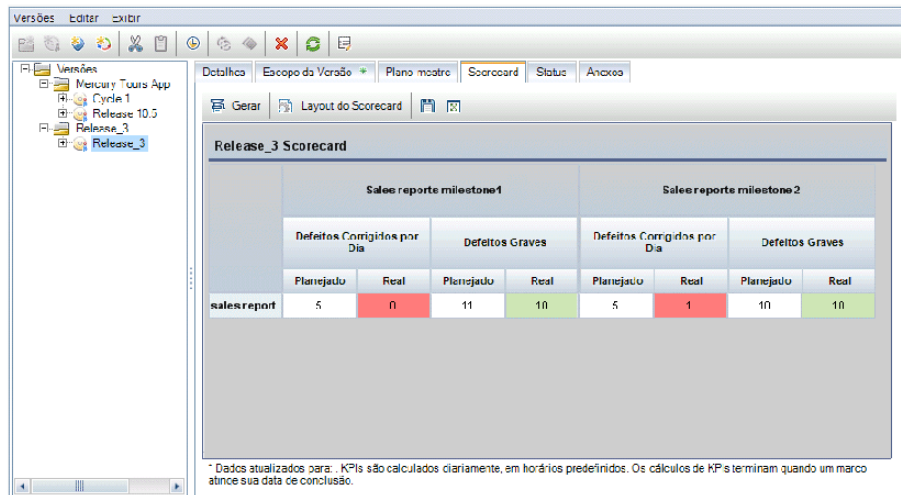 Versões Editar Exibir
Versões
Mercury Tours App
Cycle 1
Release 10.5
Release_3
Release_3
Detalhes Escopo da Versão * Plano mestre Scorecard Status Anexos
Gerar Layout do Scorecard
Release_3 Scorecard
Sales reporte milestone1 Sales reporte milestone2
Defeitos Corrigidos por Dia Defeitos Graves Defeitos Corrigidos por Dia Defeitos Graves
Planejado Real Planejado Real Planejado Real Planejado Real
sales report 5 0 11 10 5 1 10 10
* Dados atualizados para: . KPIs são calculados diariamente, em horários predefinidos. Os cálculos de KPIs terminam quando um marco
atinge sua data de conclusão.